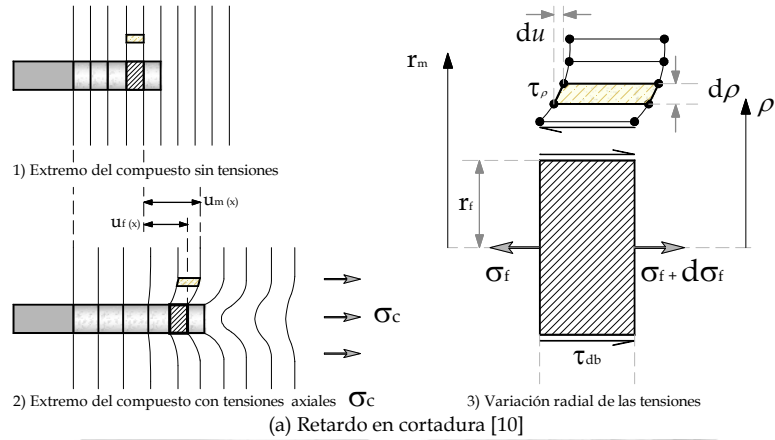 1) Extremo del compuesto sin tensiones
um (x)
uf (x)
σc
2) Extremo del compuesto con tensiones axiales σc
du
rm
τρ
dρ
ρ
rf
σf
σf + dσf
τdb
3) Variación radial de las tensiones
(a) Retardo en cortadura [10]